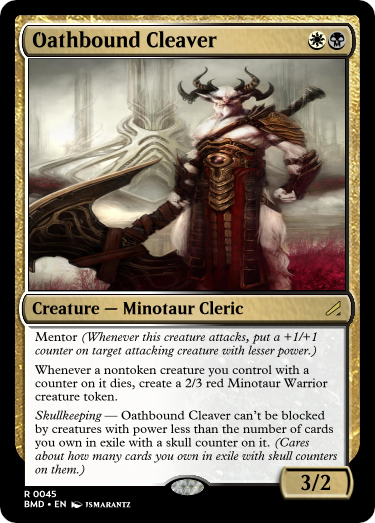 Oathbound Cleaver
Creature — Minotaur Cleric
Mentor (Whenever this creature attacks, put a +1/+1
counter on target attacking creature with lesser power.)
Whenever a nontoken creature you control with a
counter on it dies, create a 2/3 red Minotaur Warrior
creature token.
Skullkeeping — Oathbound Cleaver can't be blocked
by creatures with power less than the number of cards
you own in exile with a skull counter on it. (Cares
about how many cards you own in exile with skull counters
on them.)
3/2
R 0045
BMD • EN JSMARANTZ